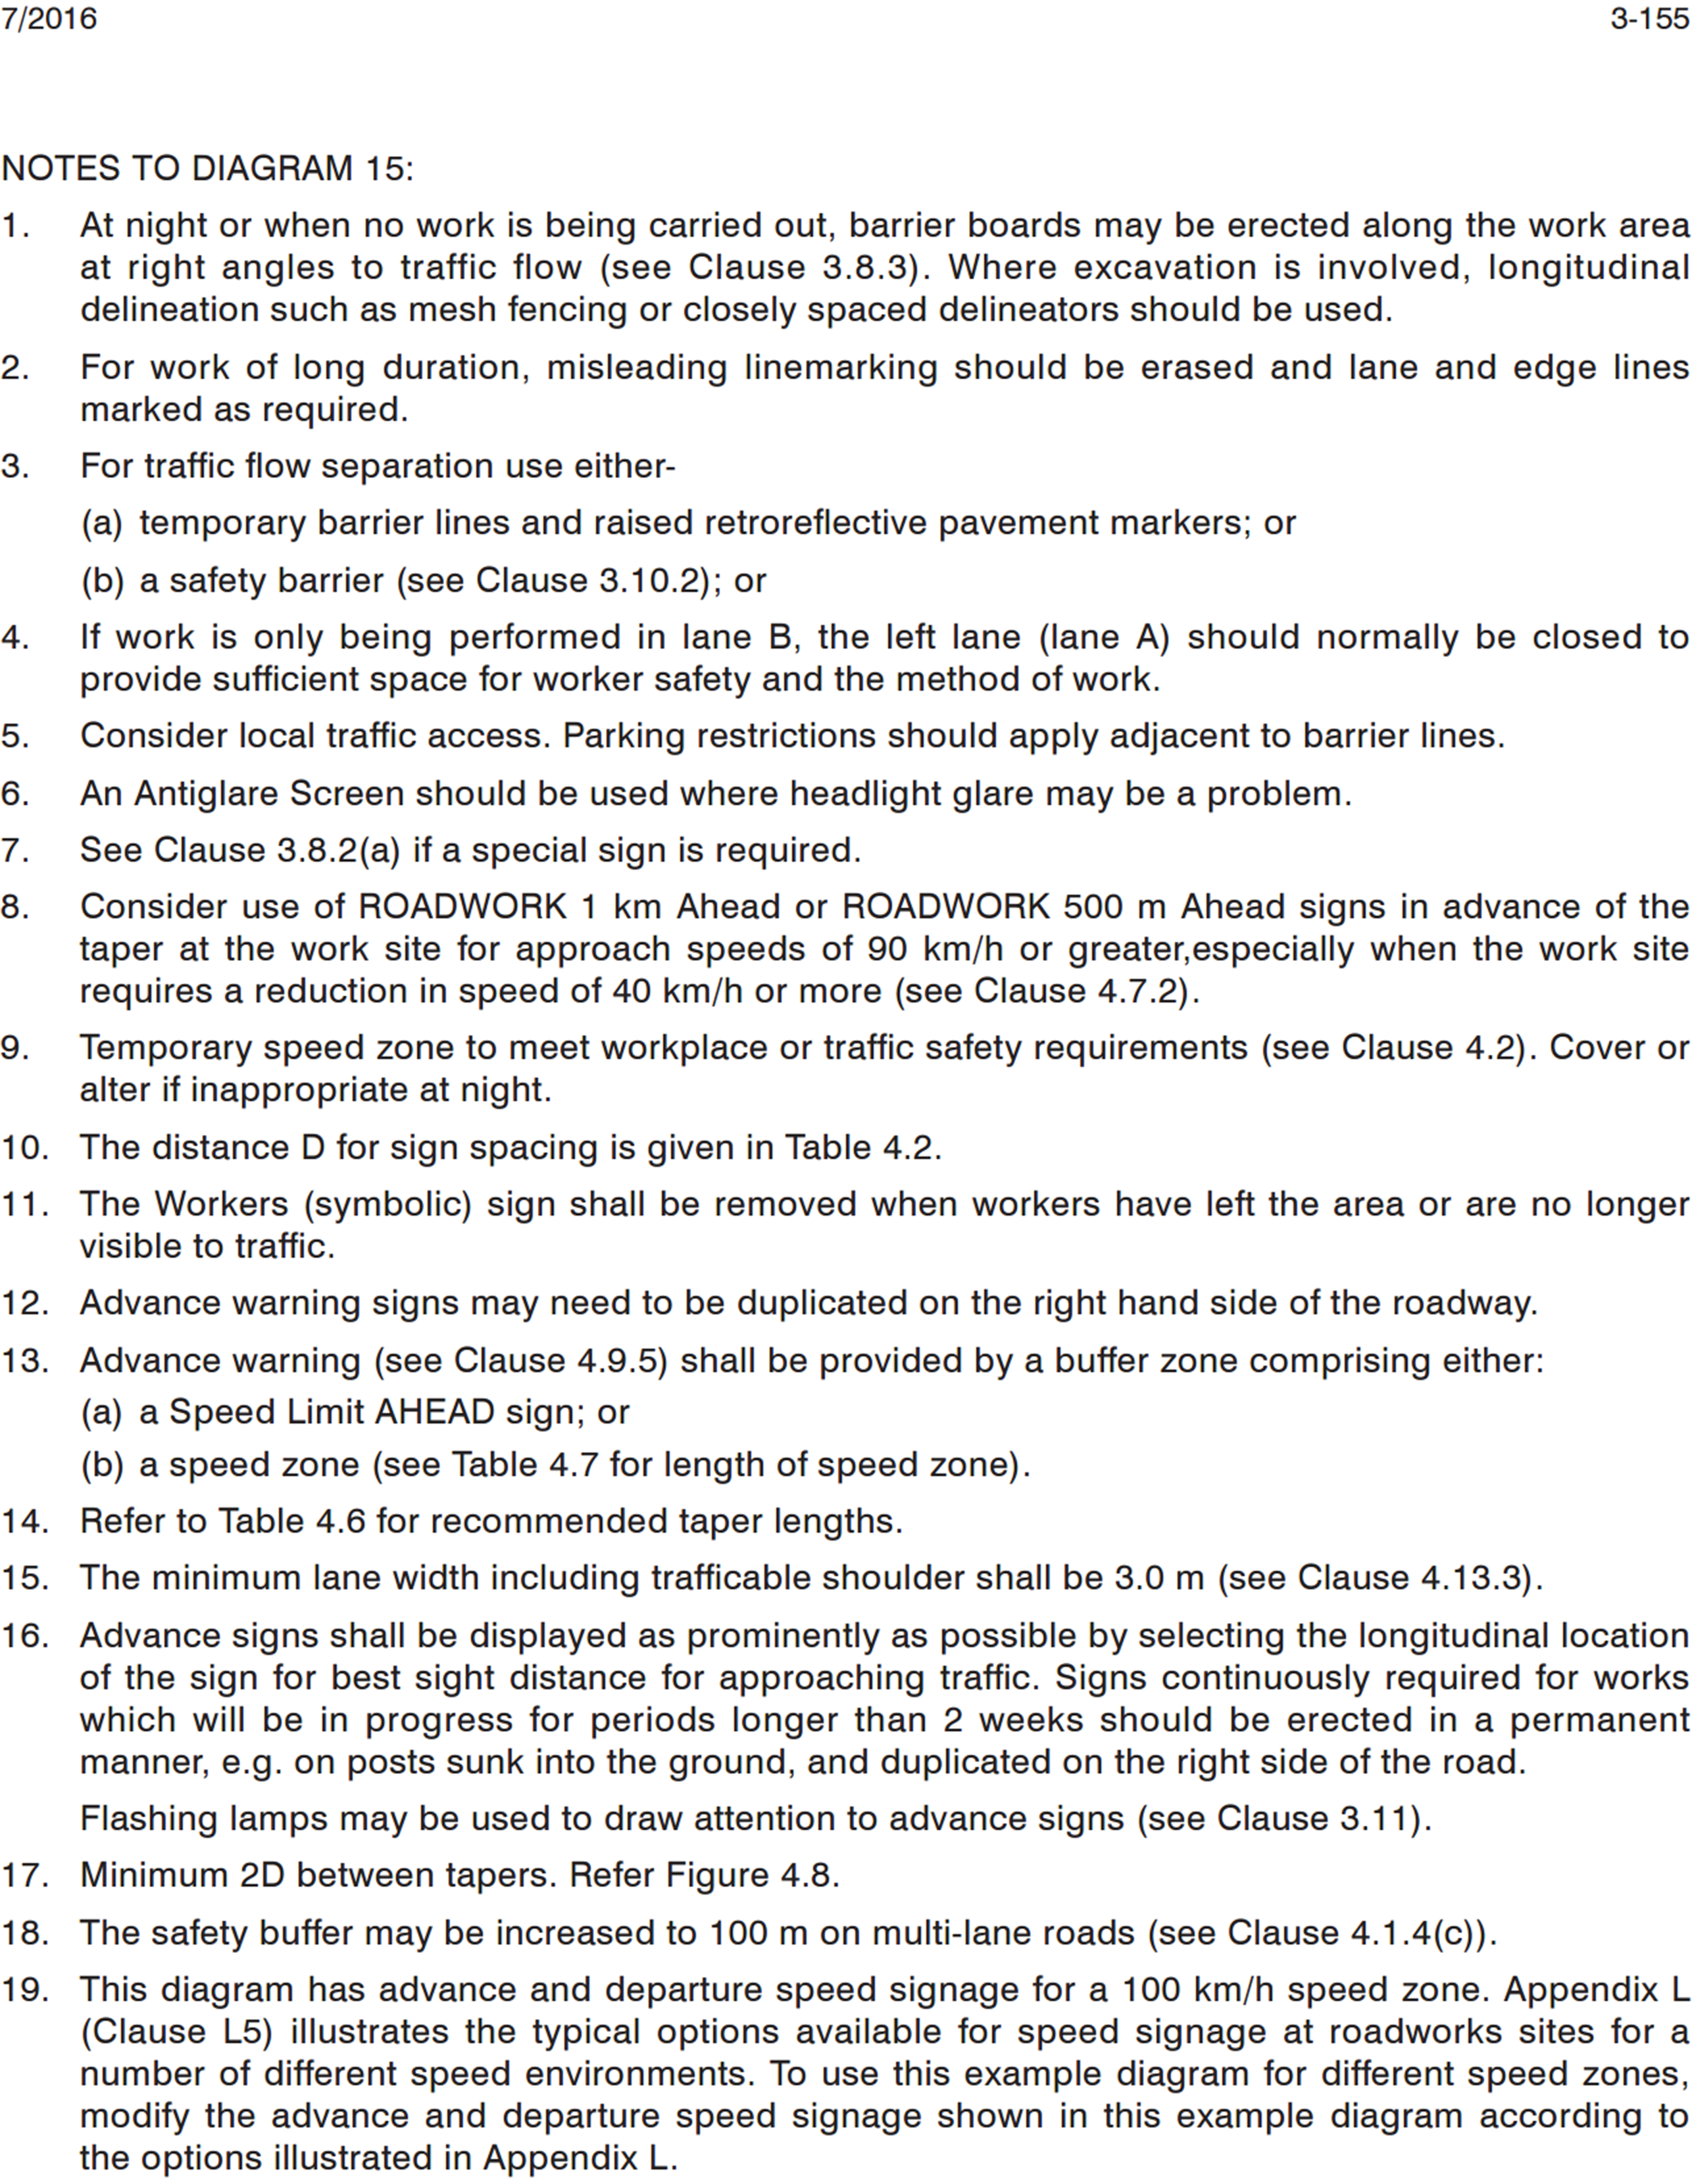 7/2016 3-155
NOTES TO DIAGRAM 15:
1. At night or when no work is being carried out, barrier boards may be erected along the work area
at right angles to traffic flow (see Clause 3.8.3). Where excavation is involved, longitudinal
delineation such as mesh fencing or closely spaced delineators should be used.
2. For work of long duration, misleading linemarking should be erased and lane and edge lines
marked as required.
3. For traffic flow separation use either-
(a) temporary barrier lines and raised retroreflective pavement markers; or
(b) a safety barrier (see Clause 3.10.2); or
4. If work is only being performed in lane B, the left lane (lane A) should normally be closed to
provide sufficient space for worker safety and the method of work.
5. Consider local traffic access. Parking restrictions should apply adjacent to barrier lines.
6. An Antiglare Screen should be used where headlight glare may be a problem.
7. See Clause 3.8.2(a) if a special sign is required.
8. Consider use of ROADWORK 1 km Ahead or ROADWORK 500 m Ahead signs in advance of the
taper at the work site for approach speeds of 90 km/h or greater,especially when the work site
requires a reduction in speed of 40 km/h or more (see Clause 4.7.2).
9. Temporary speed zone to meet workplace or traffic safety requirements (see Clause 4.2). Cover or
alter if inappropriate at night.
10. The distance D for sign spacing is given in Table 4.2.
11. The Workers (symbolic) sign shall be removed when workers have left the area or are no longer
visible to traffic.
12. Advance warning signs may need to be duplicated on the right hand side of the roadway.
13. Advance warning (see Clause 4.9.5) shall be provided by a buffer zone comprising either:
(a) a Speed Limit AHEAD sign; or
(b) a speed zone (see Table 4.7 for length of speed zone).
14. Refer to Table 4.6 for recommended taper lengths.
15. The minimum lane width including trafficable shoulder shall be 3.0 m (see Clause 4.13.3).
16. Advance signs shall be displayed as prominently as possible by selecting the longitudinal location
of the sign for best sight distance for approaching traffic. Signs continuously required for works
which will be in progress for periods longer than 2 weeks should be erected in a permanent
manner, e.g. on posts sunk into the ground, and duplicated on the right side of the road.
Flashing lamps may be used to draw attention to advance signs (see Clause 3.11).
17. Minimum 2D between tapers. Refer Figure 4.8.
18. The safety buffer may be increased to 100 m on multi-lane roads (see Clause 4.1.4(c)).
19. This diagram has advance and departure speed signage for a 100 km/h speed zone. Appendix L
(Clause L5) illustrates the typical options available for speed signage at roadworks sites for a
number of different speed environments. To use this example diagram for different speed zones,
modify the advance and departure speed signage shown in this example diagram according to
the options illustrated in Appendix L.